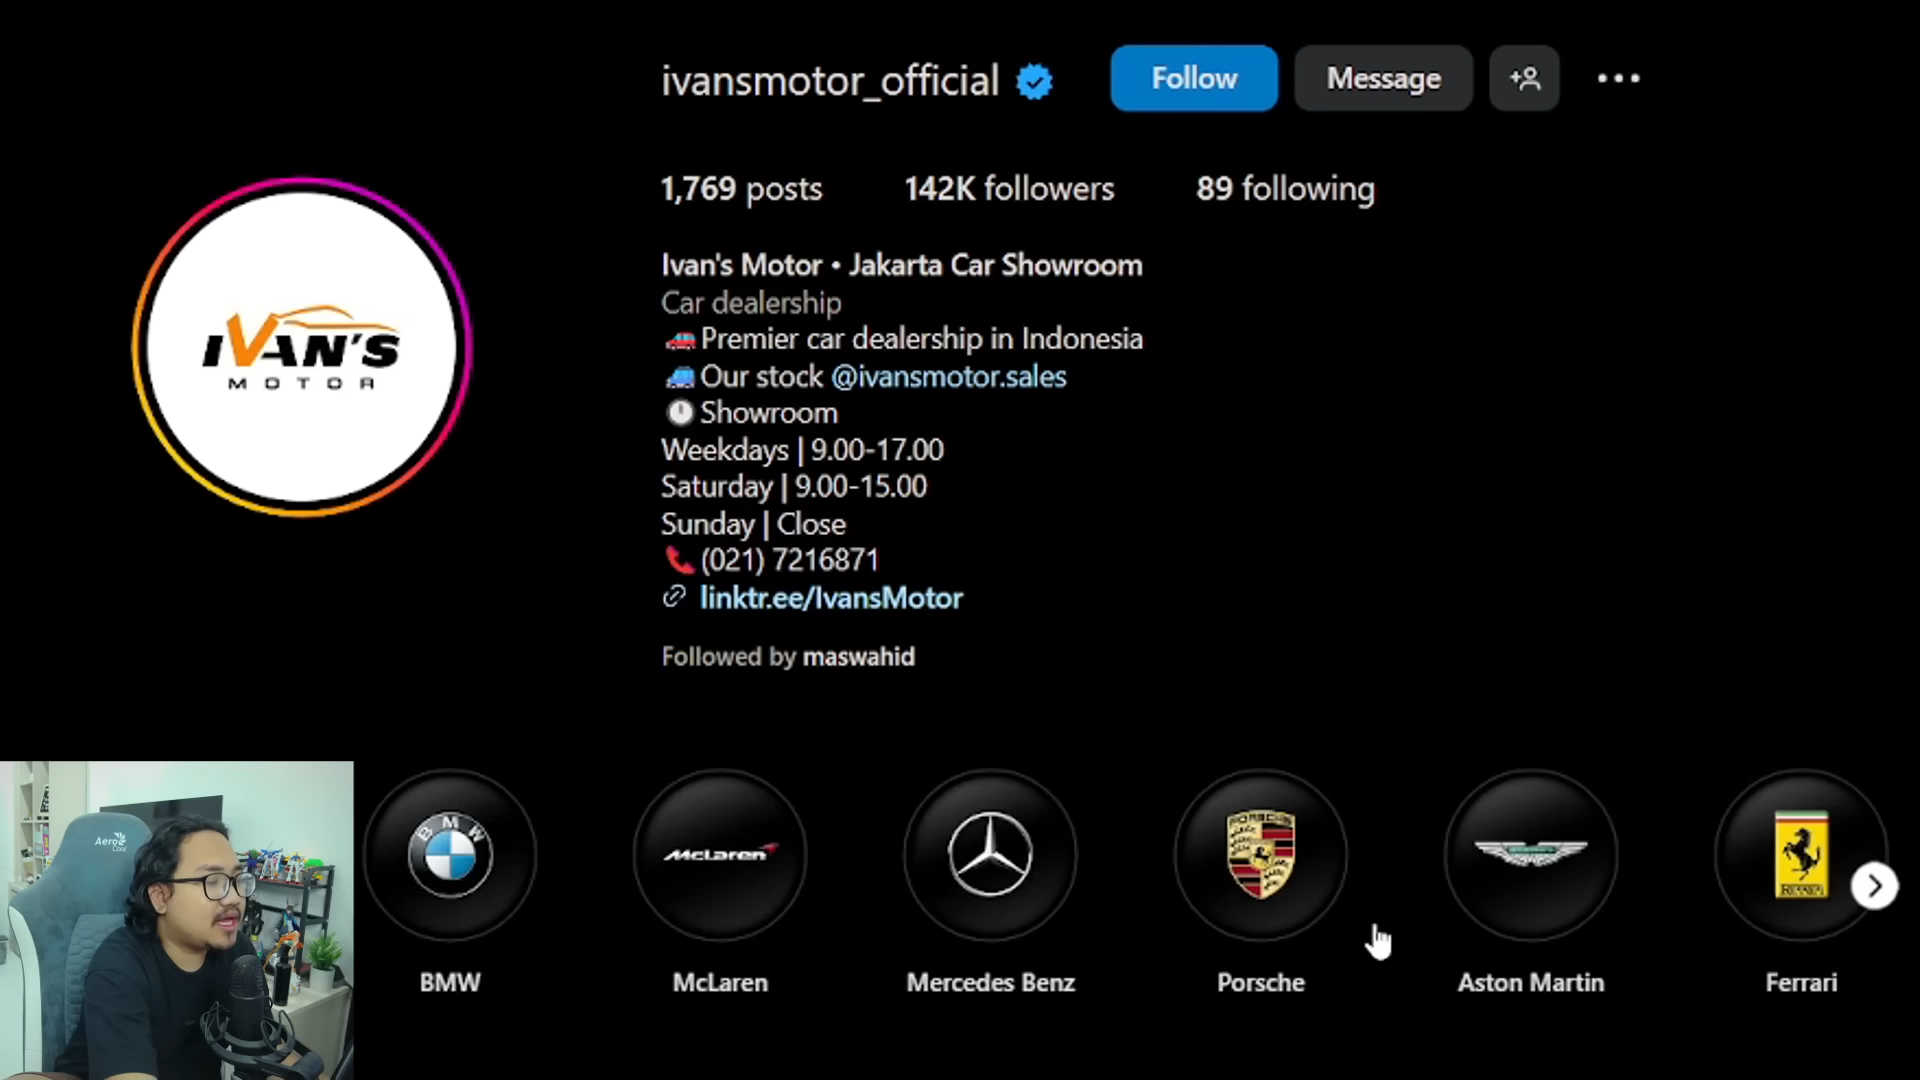 ivansmotor_official
Follow
Message
1,769 posts
142K followers
89 following
Ivan's Motor • Jakarta Car Showroom
Car dealership
🚗Premier car dealership in Indonesia
🚙Our stock @ivansmotor.sales
🕛Showroom
Weekdays | 9.00-17.00
Saturday | 9.00-15.00
Sunday | Close
📞(021) 7216871
linktr.ee/IvansMotor
Followed by maswahid
IVAN'S
MOTOR
Aero
Cool
BMW
McLaren
PORSCHE
BMW
McLaren
Mercedes Benz
Porsche
Aston Martin
Ferrari